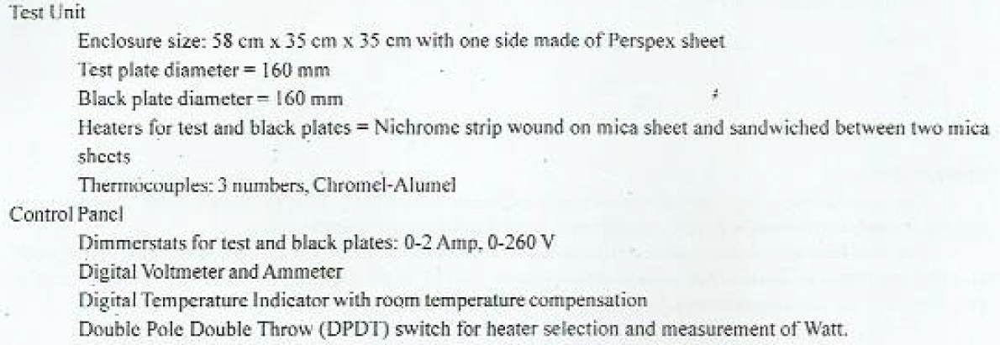 Test Unit
Enclosure size: 58 cm x 35 cm x 35 cm with one side made of Perspex sheet
Test plate diameter = 160 mm
Black plate diameter = 160 mm
Heaters for test and black plates = Nichrome strip wound on mica sheet and sandwiched between two mica
sheets
Thermocouples: 3 numbers, Chromel-Alumel
Control Panel
Dimmerstats for test and black plates: 0-2 Amp, 0-260 V
Digital Voltmeter and Ammeter
Digital Temperature Indicator with room temperature compensation
Double Pole Double Throw (DPDT) switch for heater selection and measurement of Watt.